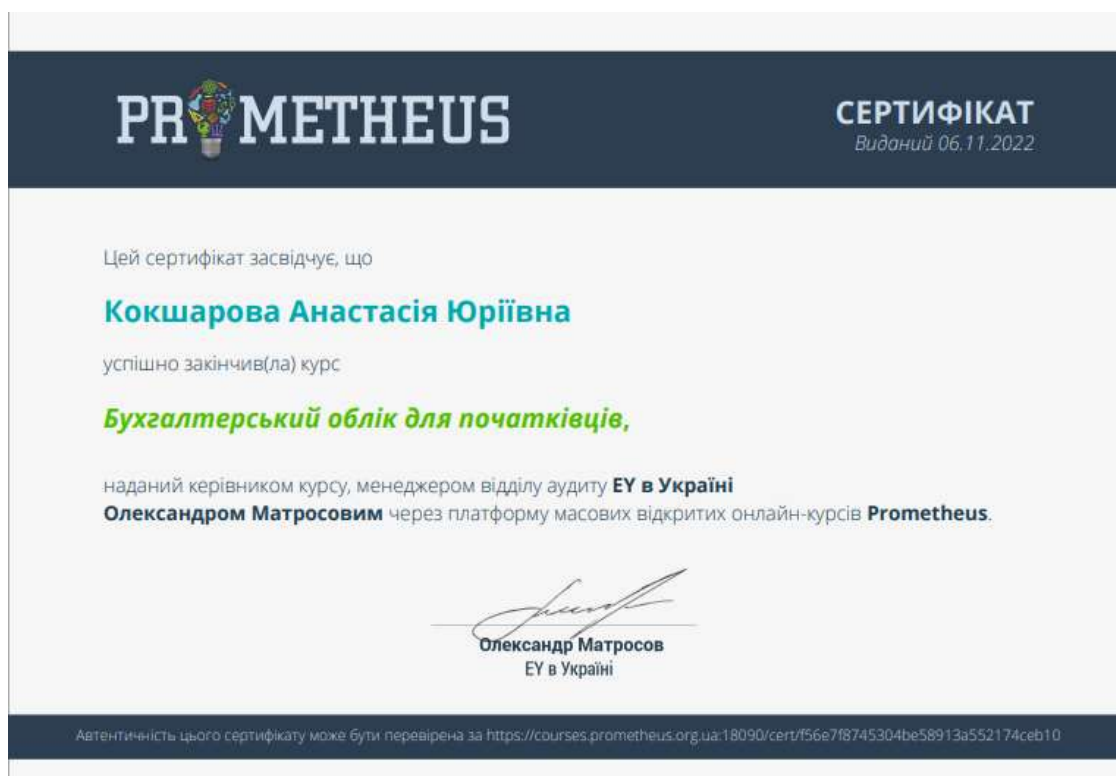 PROMETHEUS
СЕРТИФІКАТ
Виданий 06.11.2022
Цей сертифікат засвідчує, що
Кокшарова Анастасія Юріївна
успішно закінчив(ла) курс
Бухгалтерський облік для початківців,
наданий керівником курсу, менеджером відділу аудиту EY в Україні
Олександром Матросовим через платформу масових відкритих онлайн-курсів Prometheus.
Олександр Матросов
EY в Україні
Автентичність цього сертифікату може бути перевірена за https://courses.prometheus.org.ua:18090/cert/f56e7f8745304be58913a552174ceb10